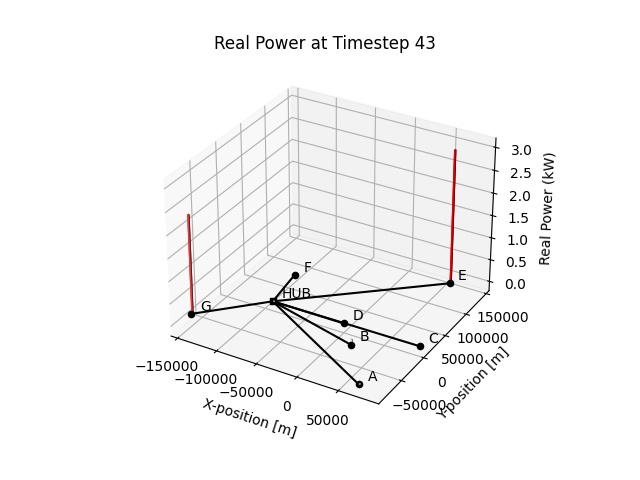 Real Power at Timestep 43
3.0
2.5
2.0
1.5
1.0
0.5
0.0
Real Power (kW)
F
E
HUB
G
D
C
B
A
−150000
−100000
−50000
0
50000
X-position [m]
150000
100000
50000
0
−50000
Y-position [m]